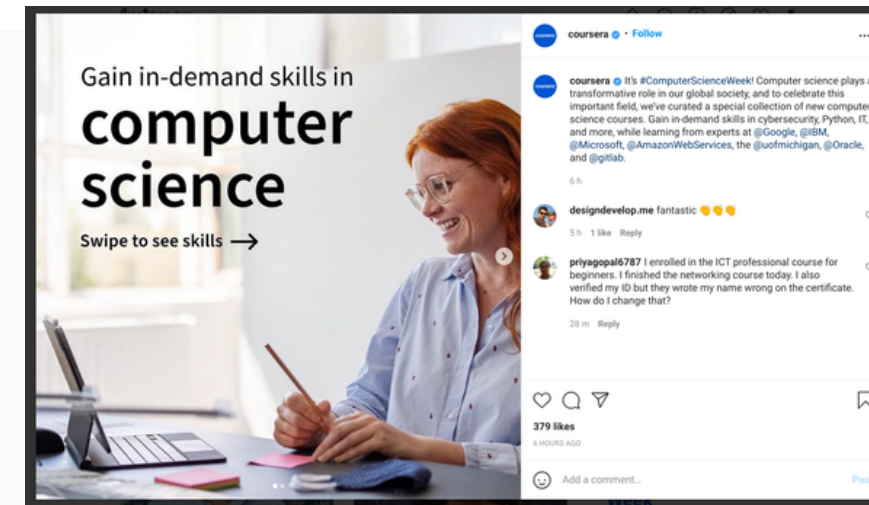 Gain in-demand skills in
computer
science
Swipe to see skills →
coursera • Follow
coursera It's #ComputerScienceWeek! Computer science plays a
transformative role in our global society, and to celebrate this
important field, we've curated a special collection of new computer
science courses. Gain in-demand skills in cybersecurity, Python, IT,
and more, while learning from experts at @Google, @IBM,
@Microsoft, @AmazonWebServices, the @uofmichigan, @Oracle,
and @gitlab.
6 h
designdevelop.me fantastic 👏👏👏
5 h 1 like Reply
priyagopal6787 I enrolled in the ICT professional course for
beginners. I finished the networking course today. I also
verified my ID but they wrote my name wrong on the certificate.
How do I change that?
28 m Reply
379 likes
6 HOURS AGO
Add a comment...